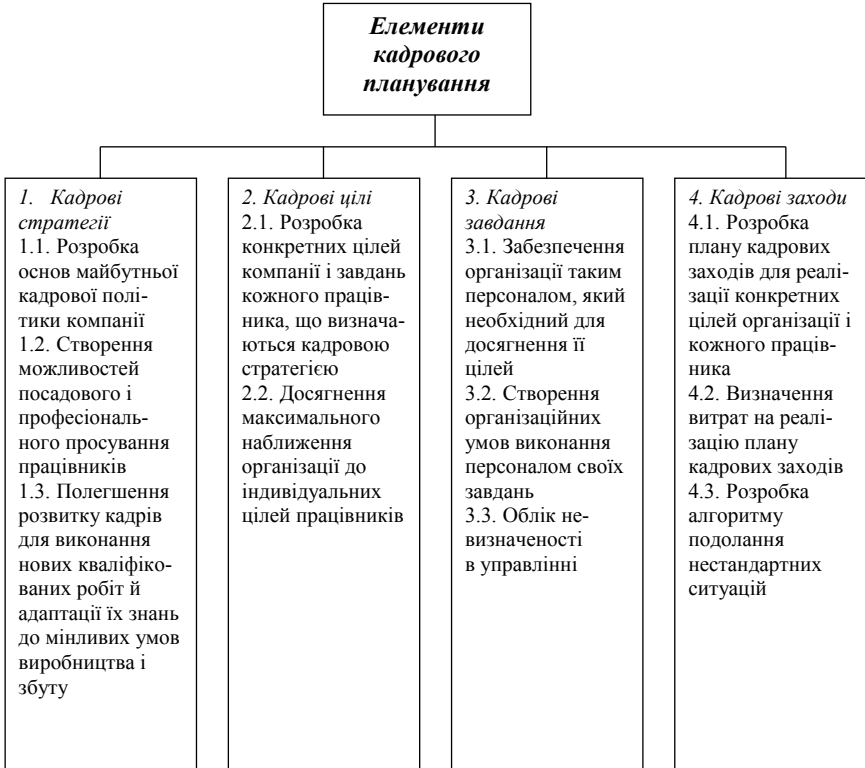 Елементи
кадрового
планування
1. Кадрові
стратегії
1.1. Розробка
основ майбутньої
кадрової полі-
тики компанії
1.2. Створення
можливостей
посадового і
професіональ-
ного просування
працівників
1.3. Полегшення
розвитку кадрів
для виконання
нових кваліфіко-
ваних робіт й
адаптації їх знань
до мінливих умов
виробництва і
збуту
2. Кадрові цілі
2.1. Розробка
конкретних цілей
компанії і завдань
кожного праців-
ника, що визнача-
ються кадровою
стратегією
2.2. Досягнення
максимального
наближення
організації до
індивідуальних
цілей працівників
3. Кадрові
завдання
3.1. Забезпечення
організації таким
персоналом, який
необхідний для
досягнення її
цілей
3.2. Створення
організаційних
умов виконання
персоналом своїх
завдань
3.3. Облік не-
визначеності
в управлінні
4. Кадрові заходи
4.1. Розробка
плану кадрових
заходів для реалі-
зації конкретних
цілей організації і
кожного праців-
ника
4.2. Визначення
витрат на реалі-
зацію плану
кадрових заходів
4.3. Розробка
алгоритму
подолання
нестандартних
ситуацій